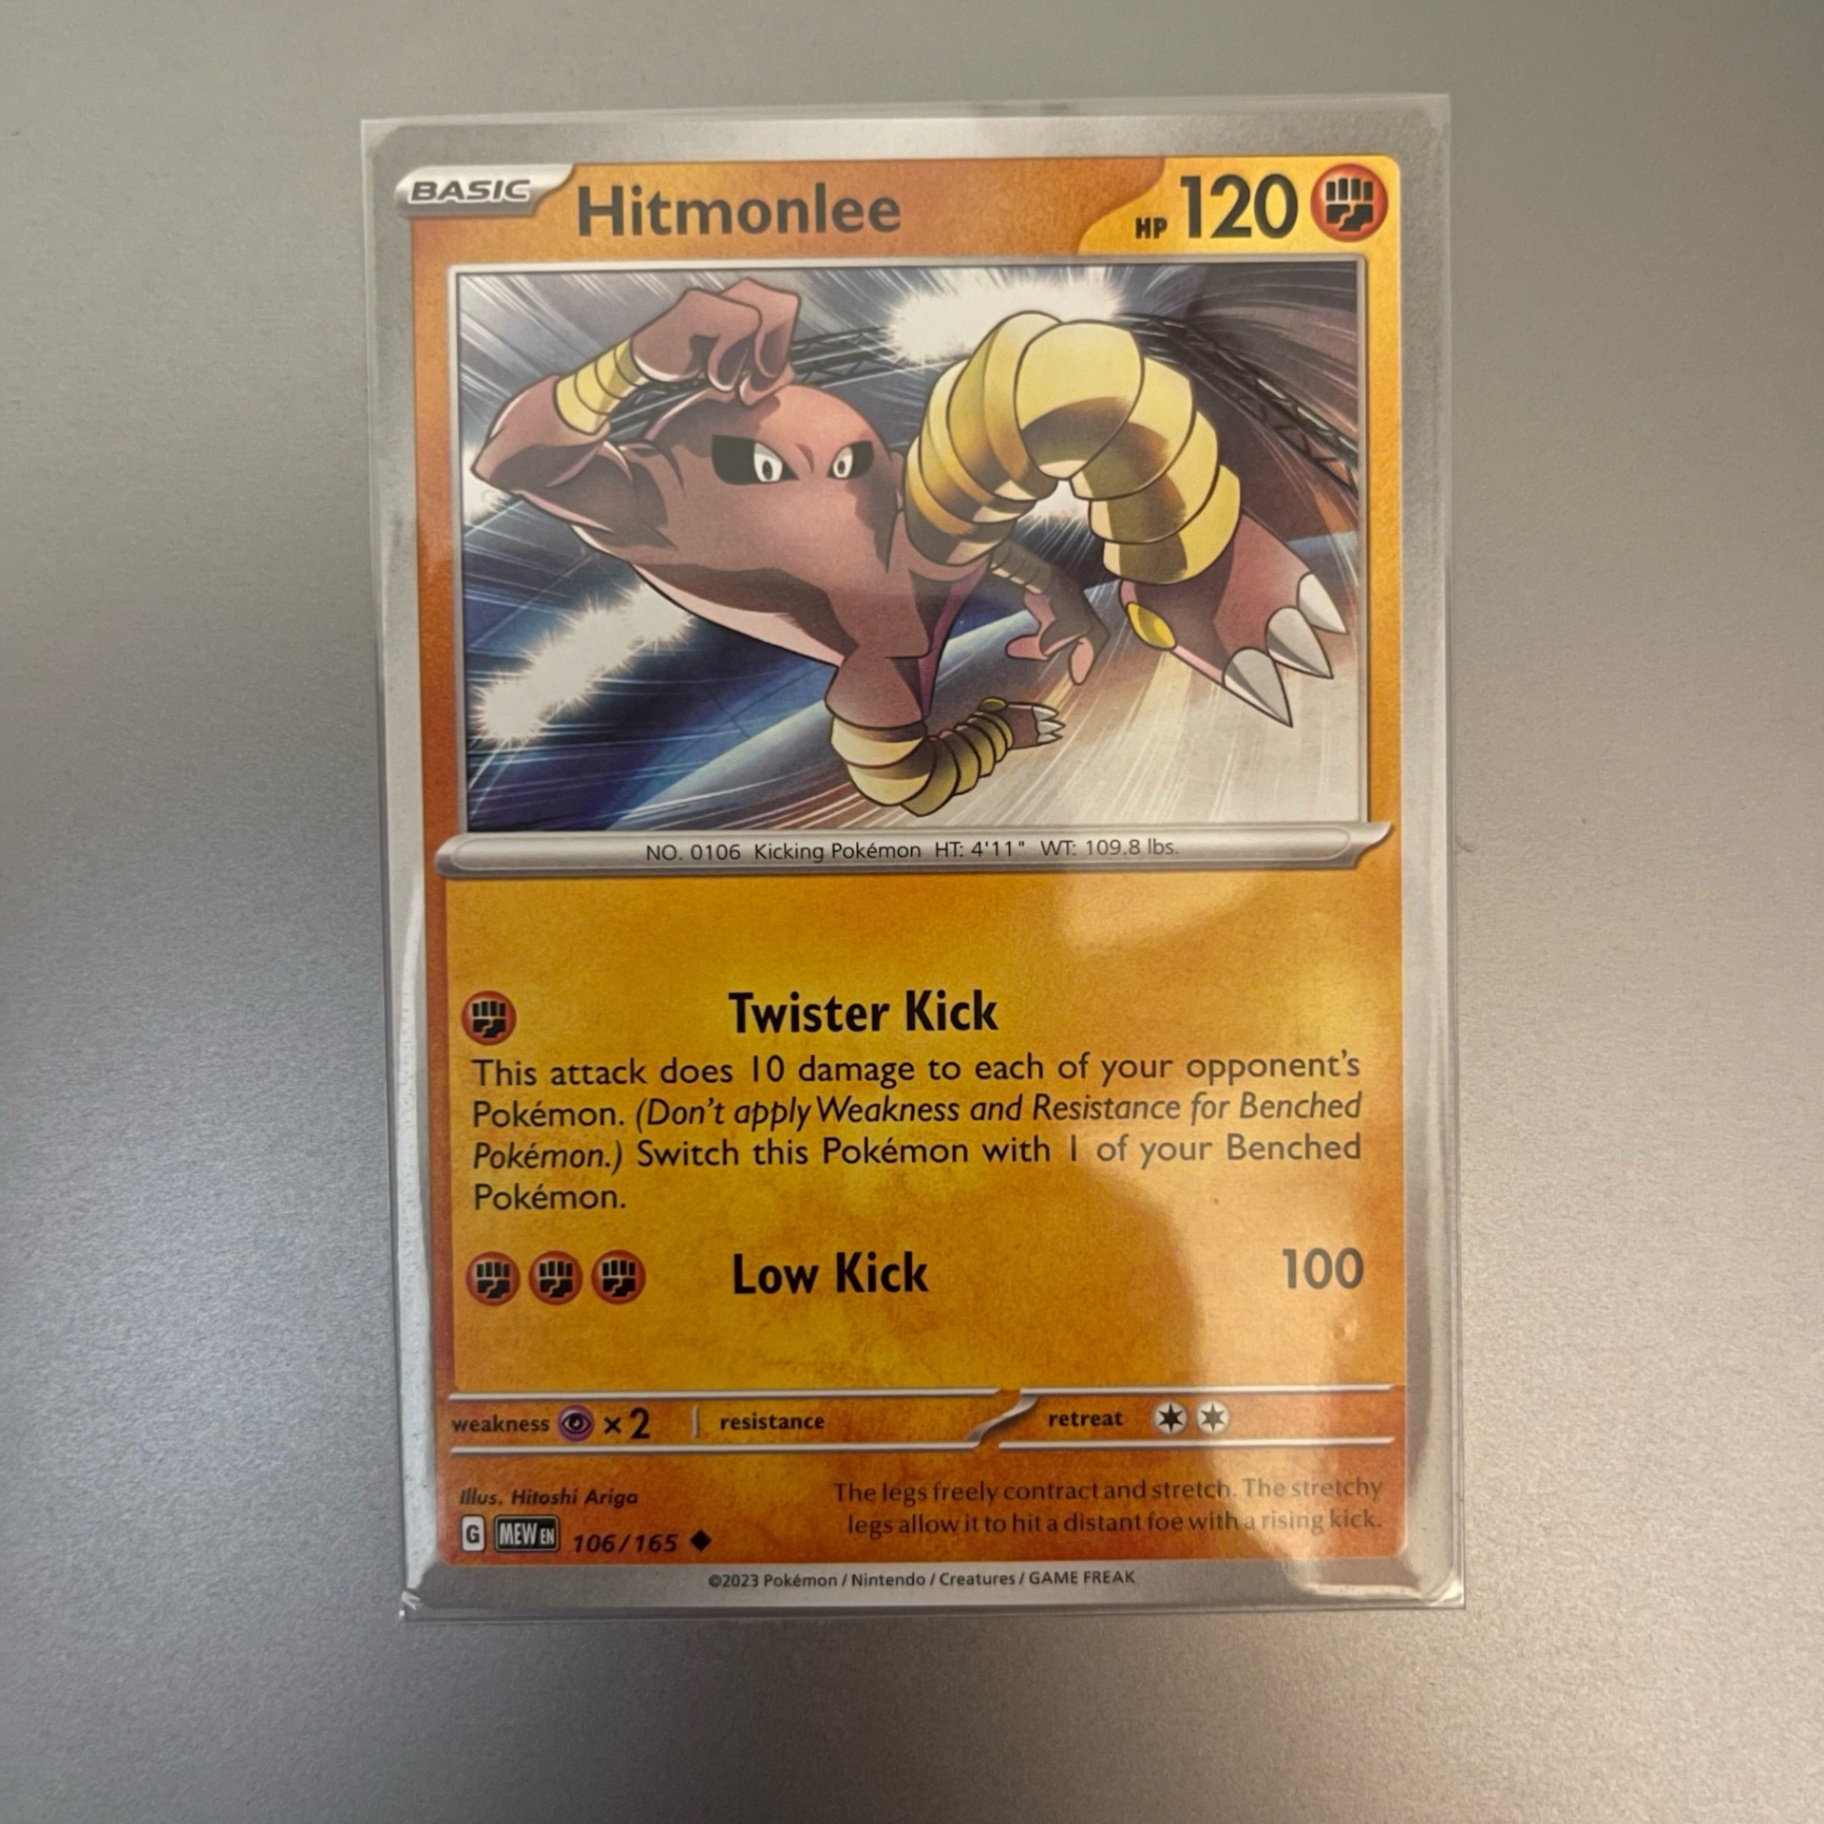 BASIC Hitmonlee HP 120
NO. 0106 Kicking Pokémon HT: 4'11" WT: 109.8 lbs.
Twister Kick
This attack does 10 damage to each of your opponent's
Pokémon. (Don't apply Weakness and Resistance for Benched
Pokémon.) Switch this Pokémon with 1 of your Benched
Pokémon.
Low Kick 100
weakness ×2 resistance retreat
Illus. Hitoshi Ariga
The legs freely contract and stretch. The stretchy
legs allow it to hit a distant foe with a rising kick.
G MEW EN 106/165
©2023 Pokémon / Nintendo / Creatures / GAME FREAK